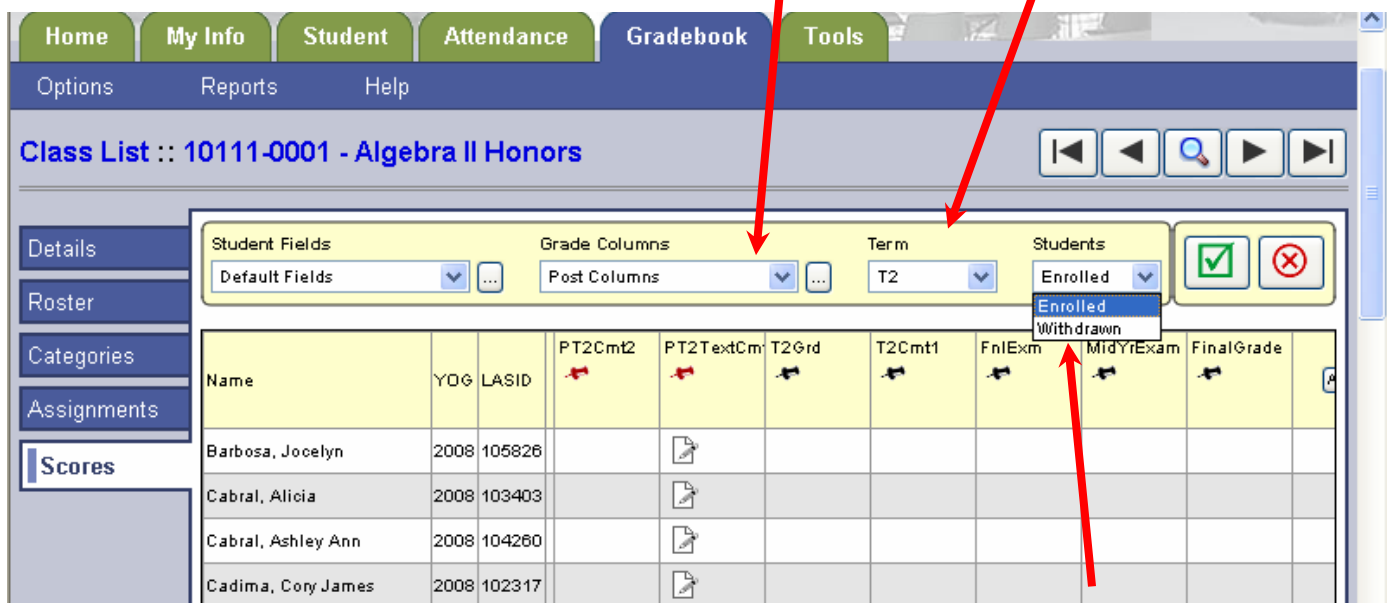 Home My Info Student Attendance Gradebook Tools
Options Reports Help
Class List :: 10111-0001 - Algebra II Honors
Details
Roster
Categories
Assignments
Scores
Student Fields Grade Columns Term Students
Default Fields ... Post Columns ... T2 Enrolled
Enrolled
Withdrawn
Name YOG LASID PT2Cmt2 PT2TextCm T2Grd T2Cmt1 FnlExm MidYrExam FinalGrade
Barbosa, Jocelyn 2008 105826
Cabral, Alicia 2008 103403
Cabral, Ashley Ann 2008 104260
Cadima, Cory James 2008 102317